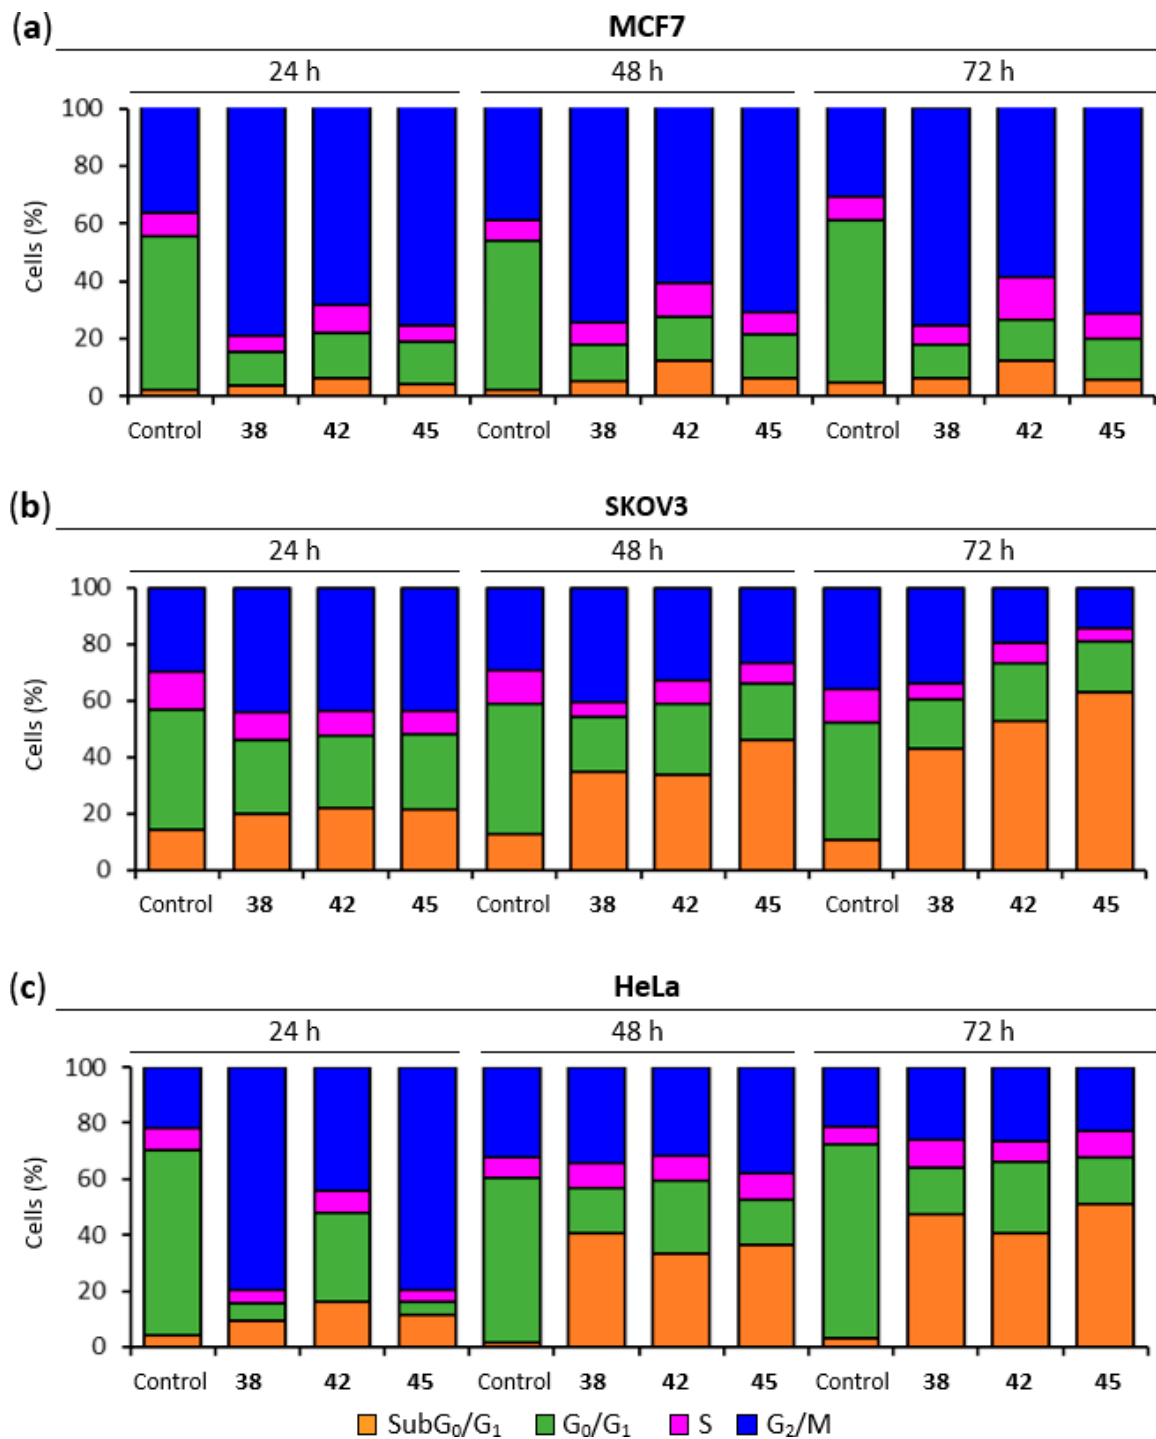 (a) MCF7
24 h 48 h 72 h
100
80
60
40
20
0
Cells (%)
Control 38 42 45 Control 38 42 45 Control 38 42 45
(b) SKOV3
24 h 48 h 72 h
100
80
60
40
20
0
Cells (%)
Control 38 42 45 Control 38 42 45 Control 38 42 45
(c) HeLa
24 h 48 h 72 h
100
80
60
40
20
0
Cells (%)
Control 38 42 45 Control 38 42 45 Control 38 42 45
SubG₀/G₁ G₀/G₁ S G₂/M